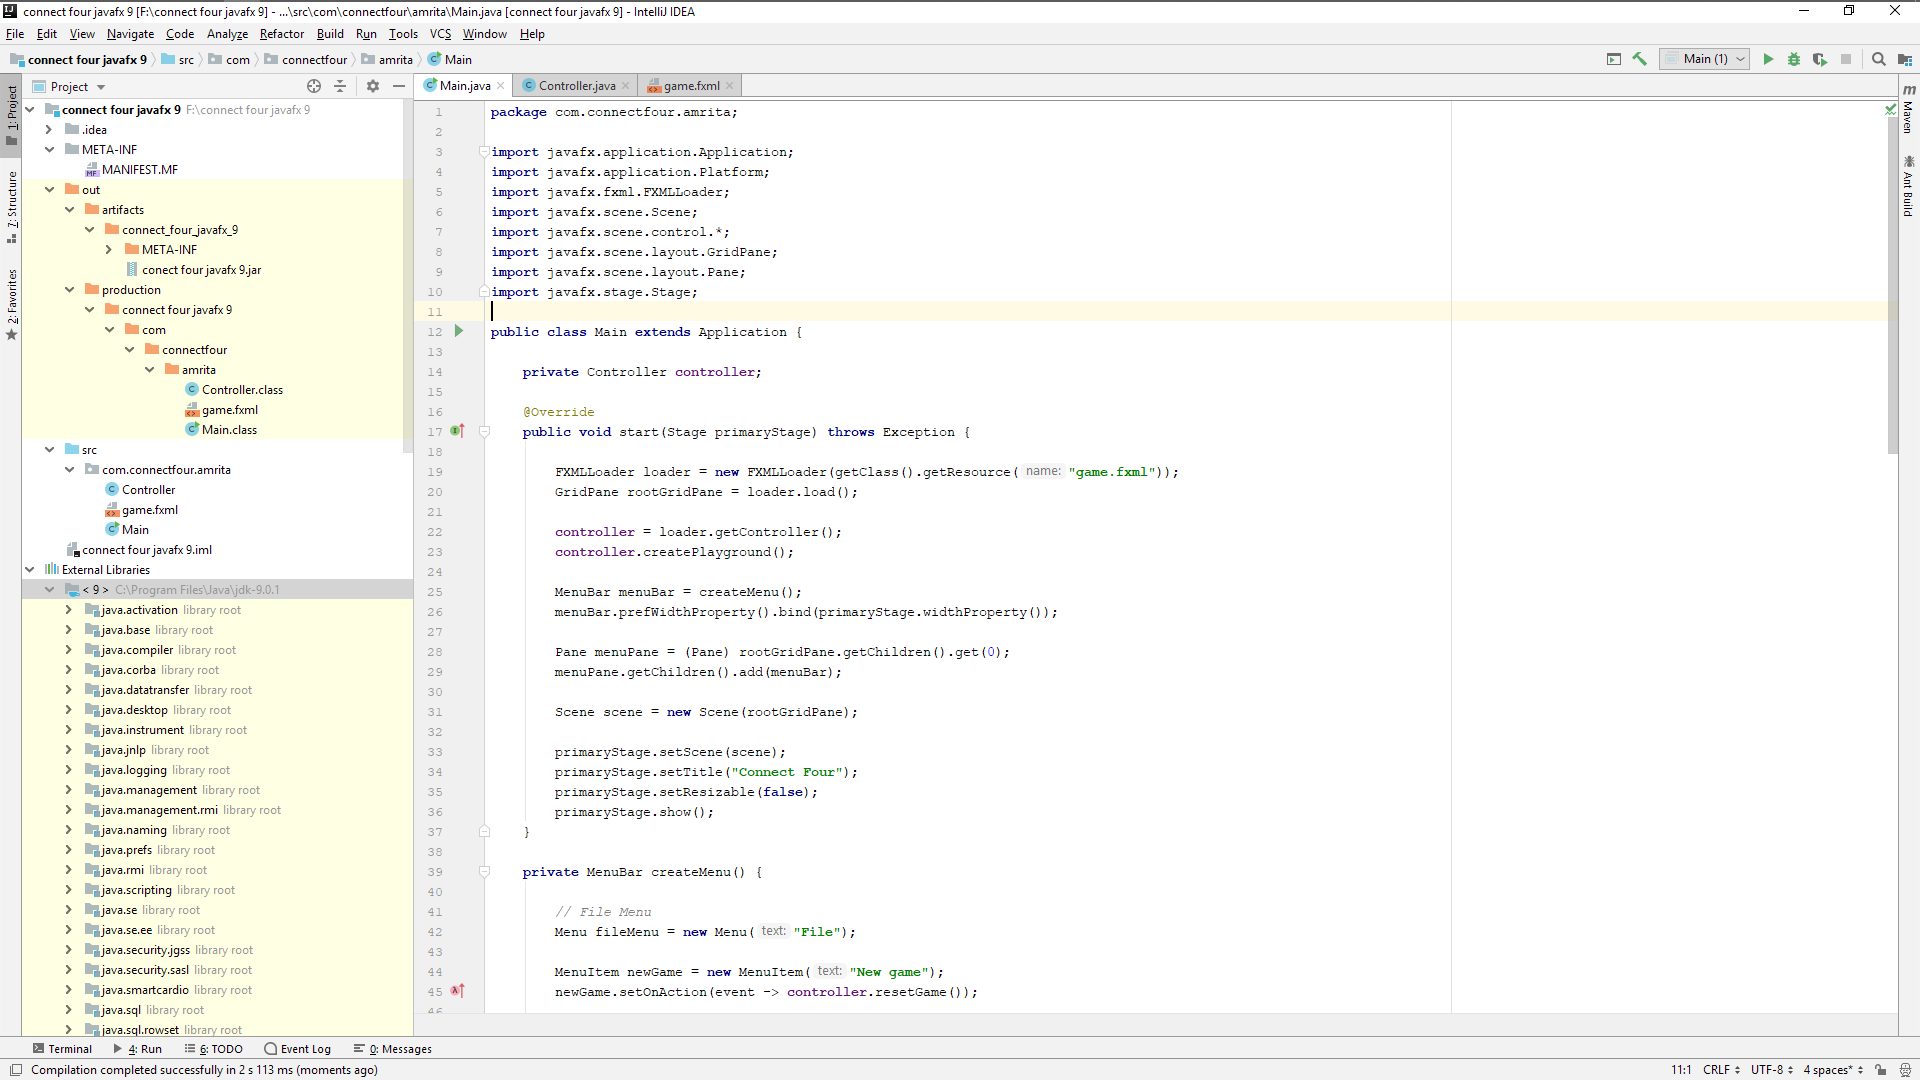 connect four javafx 9 [F:\connect four javafx 9] - ...\src\com\connectfour\amrita\Main.java [connect four javafx 9] - IntelliJ IDEA
File Edit View Navigate Code Analyze Refactor Build Run Tools VCS Window Help
connect four javafx 9 src com connectfour amrita Main Main (1)
Project Main.java Controller.java game.fxml
1: Project
7: Structure
2: Favorites
connect four javafx 9 F:\connect four javafx 9
.idea
META-INF
MANIFEST.MF
out
artifacts
connect_four_javafx_9
META-INF
conect four javafx 9.jar
production
connect four javafx 9
com
connectfour
amrita
Controller.class
game.fxml
Main.class
src
com.connectfour.amrita
Controller
game.fxml
Main
connect four javafx 9.iml
External Libraries
< 9 > C:\Program Files\Java\jdk-9.0.1
java.activation library root
java.base library root
java.compiler library root
java.corba library root
java.datatransfer library root
java.desktop library root
java.instrument library root
java.jnlp library root
java.logging library root
java.management library root
java.management.rmi library root
java.naming library root
java.prefs library root
java.rmi library root
java.scripting library root
java.se library root
java.se.ee library root
java.security.jgss library root
java.security.sasl library root
java.smartcardio library root
java.sql library root
java.sql.rowset library root
1 package com.connectfour.amrita;
2
3 import javafx.application.Application;
4 import javafx.application.Platform;
5 import javafx.fxml.FXMLLoader;
6 import javafx.scene.Scene;
7 import javafx.scene.control.*;
8 import javafx.scene.layout.GridPane;
9 import javafx.scene.layout.Pane;
10 import javafx.stage.Stage;
11
12 public class Main extends Application {
13
14 private Controller controller;
15
16 @Override
17 public void start(Stage primaryStage) throws Exception {
18
19 FXMLLoader loader = new FXMLLoader(getClass().getResource( name: "game.fxml"));
20 GridPane rootGridPane = loader.load();
21
22 controller = loader.getController();
23 controller.createPlayground();
24
25 MenuBar menuBar = createMenu();
26 menuBar.prefWidthProperty().bind(primaryStage.widthProperty());
27
28 Pane menuPane = (Pane) rootGridPane.getChildren().get(0);
29 menuPane.getChildren().add(menuBar);
30
31 Scene scene = new Scene(rootGridPane);
32
33 primaryStage.setScene(scene);
34 primaryStage.setTitle("Connect Four");
35 primaryStage.setResizable(false);
36 primaryStage.show();
37 }
38
39 private MenuBar createMenu() {
40
41 // File Menu
42 Menu fileMenu = new Menu( text: "File");
43
44 MenuItem newGame = new MenuItem( text: "New game");
45 newGame.setOnAction(event -> controller.resetGame());
46
m Maven
Ant Build
Terminal 4: Run 6: TODO Event Log 0: Messages
Compilation completed successfully in 2 s 113 ms (moments ago) 11:1 CRLF UTF-8 4 spaces*